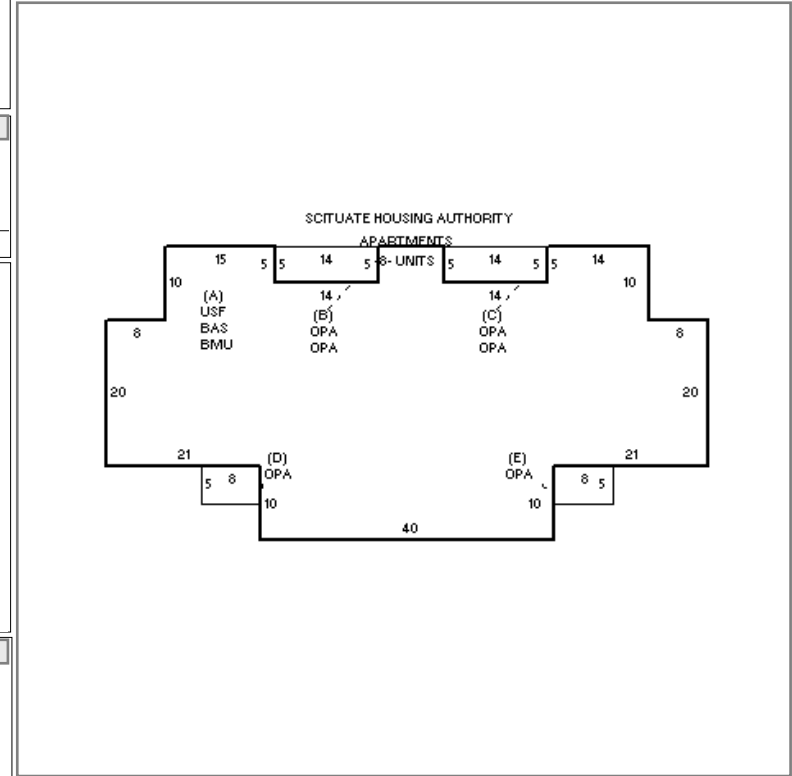 SCITUATE HOUSING AUTHORITY
APARTMENTS
8- UNITS
15 5 5 14 5 5 14 5 5 14
10 10
14 14
(A)
USF
BAS
BMU
(B)
OPA
OPA
(C)
OPA
OPA
8 8
20 20
21 21
(D)
OPA
(E)
OPA
5 8 8 5
10 10
40